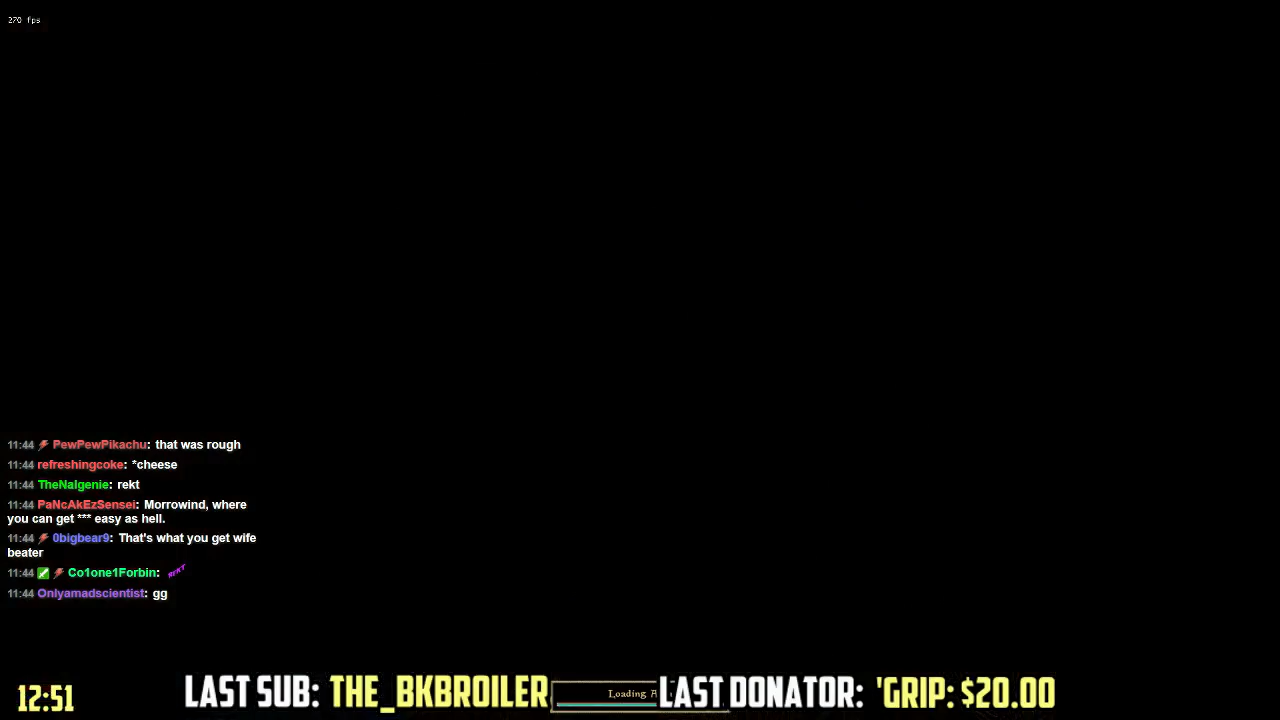 270 fps
11:44 PewPewPikachu: that was rough
11:44 refreshingcoke: *cheese
11:44 TheNalgenie: rekt
11:44 PaNcAkEzSensei: Morrowind, where
you can get *** easy as hell.
11:44 0bigbear9: That's what you get wife
beater
11:44 Co1one1Forbin: REKT
11:44 Onlyamadscientist: gg
12:51 LAST SUB: THE_BKBROILER Loading LAST DONATOR: 'GRIP: $20.00